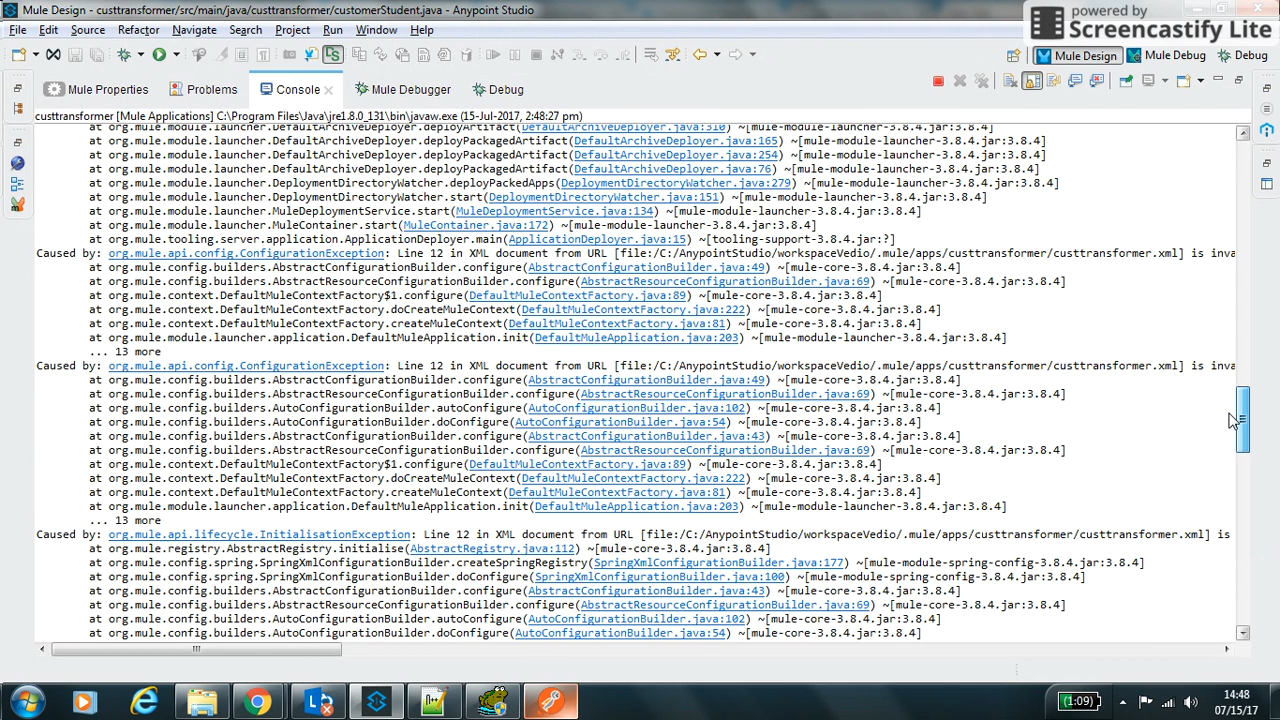 Mule Design - custtransformer/src/main/java/custtransformer/customerStudent.java - Anypoint Studio
powered by
Screencastify Lite
File Edit Source Refactor Navigate Search Project Run Window Help
Mule Design Mule Debug Debug
Mule Properties Problems Console Mule Debugger Debug
custtransformer [Mule Applications] C:\Program Files\Java\jre1.8.0_131\bin\javaw.exe (15-Jul-2017, 2:48:27 pm)
at org.mule.module.launcher.DefaultArchiveDeployer.deployArtifact(DefaultArchiveDeployer.java:310) ~[mule-module-launcher-3.8.4.jar:3.8.4]
at org.mule.module.launcher.DefaultArchiveDeployer.deployPackagedArtifact(DefaultArchiveDeployer.java:165) ~[mule-module-launcher-3.8.4.jar:3.8.4]
at org.mule.module.launcher.DefaultArchiveDeployer.deployPackagedArtifact(DefaultArchiveDeployer.java:254) ~[mule-module-launcher-3.8.4.jar:3.8.4]
at org.mule.module.launcher.DefaultArchiveDeployer.deployPackagedArtifact(DefaultArchiveDeployer.java:76) ~[mule-module-launcher-3.8.4.jar:3.8.4]
at org.mule.module.launcher.DeploymentDirectoryWatcher.deployPackedApps(DeploymentDirectoryWatcher.java:279) ~[mule-module-launcher-3.8.4.jar:3.8.4]
at org.mule.module.launcher.DeploymentDirectoryWatcher.start(DeploymentDirectoryWatcher.java:151) ~[mule-module-launcher-3.8.4.jar:3.8.4]
at org.mule.module.launcher.MuleDeploymentService.start(MuleDeploymentService.java:134) ~[mule-module-launcher-3.8.4.jar:3.8.4]
at org.mule.module.launcher.MuleContainer.start(MuleContainer.java:172) ~[mule-module-launcher-3.8.4.jar:3.8.4]
at org.mule.tooling.server.application.ApplicationDeployer.main(ApplicationDeployer.java:15) ~[tooling-support-3.8.4.jar:?]
Caused by: org.mule.api.config.ConfigurationException: Line 12 in XML document from URL [file:/C:/AnypointStudio/workspaceVedio/.mule/apps/custtransformer/custtransformer.xml] is inva
at org.mule.config.builders.AbstractConfigurationBuilder.configure(AbstractConfigurationBuilder.java:49) ~[mule-core-3.8.4.jar:3.8.4]
at org.mule.config.builders.AbstractResourceConfigurationBuilder.configure(AbstractResourceConfigurationBuilder.java:69) ~[mule-core-3.8.4.jar:3.8.4]
at org.mule.context.DefaultMuleContextFactory$1.configure(DefaultMuleContextFactory.java:89) ~[mule-core-3.8.4.jar:3.8.4]
at org.mule.context.DefaultMuleContextFactory.doCreateMuleContext(DefaultMuleContextFactory.java:222) ~[mule-core-3.8.4.jar:3.8.4]
at org.mule.context.DefaultMuleContextFactory.createMuleContext(DefaultMuleContextFactory.java:81) ~[mule-core-3.8.4.jar:3.8.4]
at org.mule.module.launcher.application.DefaultMuleApplication.init(DefaultMuleApplication.java:203) ~[mule-module-launcher-3.8.4.jar:3.8.4]
... 13 more
Caused by: org.mule.api.config.ConfigurationException: Line 12 in XML document from URL [file:/C:/AnypointStudio/workspaceVedio/.mule/apps/custtransformer/custtransformer.xml] is inva
at org.mule.config.builders.AbstractConfigurationBuilder.configure(AbstractConfigurationBuilder.java:49) ~[mule-core-3.8.4.jar:3.8.4]
at org.mule.config.builders.AbstractResourceConfigurationBuilder.configure(AbstractResourceConfigurationBuilder.java:69) ~[mule-core-3.8.4.jar:3.8.4]
at org.mule.config.builders.AutoConfigurationBuilder.autoConfigure(AutoConfigurationBuilder.java:102) ~[mule-core-3.8.4.jar:3.8.4]
at org.mule.config.builders.AutoConfigurationBuilder.doConfigure(AutoConfigurationBuilder.java:54) ~[mule-core-3.8.4.jar:3.8.4]
at org.mule.config.builders.AbstractConfigurationBuilder.configure(AbstractConfigurationBuilder.java:43) ~[mule-core-3.8.4.jar:3.8.4]
at org.mule.config.builders.AbstractResourceConfigurationBuilder.configure(AbstractResourceConfigurationBuilder.java:69) ~[mule-core-3.8.4.jar:3.8.4]
at org.mule.context.DefaultMuleContextFactory$1.configure(DefaultMuleContextFactory.java:89) ~[mule-core-3.8.4.jar:3.8.4]
at org.mule.context.DefaultMuleContextFactory.doCreateMuleContext(DefaultMuleContextFactory.java:222) ~[mule-core-3.8.4.jar:3.8.4]
at org.mule.context.DefaultMuleContextFactory.createMuleContext(DefaultMuleContextFactory.java:81) ~[mule-core-3.8.4.jar:3.8.4]
at org.mule.module.launcher.application.DefaultMuleApplication.init(DefaultMuleApplication.java:203) ~[mule-module-launcher-3.8.4.jar:3.8.4]
... 13 more
Caused by: org.mule.api.lifecycle.InitialisationException: Line 12 in XML document from URL [file:/C:/AnypointStudio/workspaceVedio/.mule/apps/custtransformer/custtransformer.xml] is
at org.mule.registry.AbstractRegistry.initialise(AbstractRegistry.java:112) ~[mule-core-3.8.4.jar:3.8.4]
at org.mule.config.spring.SpringXmlConfigurationBuilder.createSpringRegistry(SpringXmlConfigurationBuilder.java:177) ~[mule-module-spring-config-3.8.4.jar:3.8.4]
at org.mule.config.spring.SpringXmlConfigurationBuilder.doConfigure(SpringXmlConfigurationBuilder.java:100) ~[mule-module-spring-config-3.8.4.jar:3.8.4]
at org.mule.config.builders.AbstractConfigurationBuilder.configure(AbstractConfigurationBuilder.java:43) ~[mule-core-3.8.4.jar:3.8.4]
at org.mule.config.builders.AbstractResourceConfigurationBuilder.configure(AbstractResourceConfigurationBuilder.java:69) ~[mule-core-3.8.4.jar:3.8.4]
at org.mule.config.builders.AutoConfigurationBuilder.autoConfigure(AutoConfigurationBuilder.java:102) ~[mule-core-3.8.4.jar:3.8.4]
at org.mule.config.builders.AutoConfigurationBuilder.doConfigure(AutoConfigurationBuilder.java:54) ~[mule-core-3.8.4.jar:3.8.4]
(1:09) 14:48
07/15/17